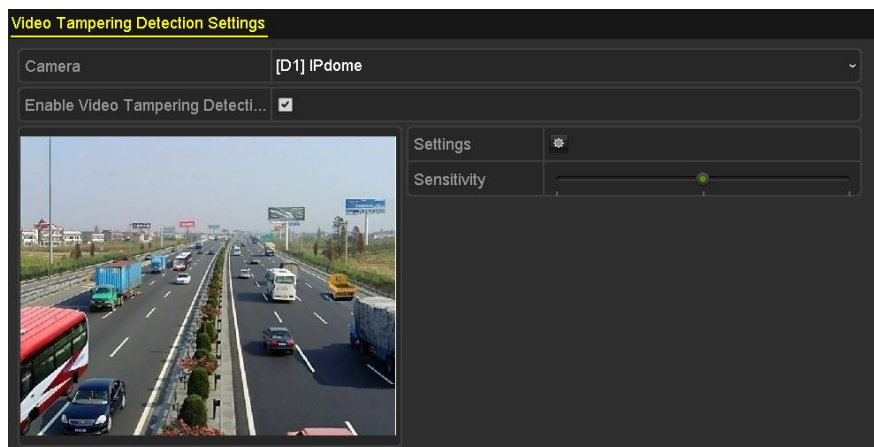 Video Tampering Detection Settings
Camera [D1] IPdome
Enable Video Tampering Detecti...
Settings
Sensitivity